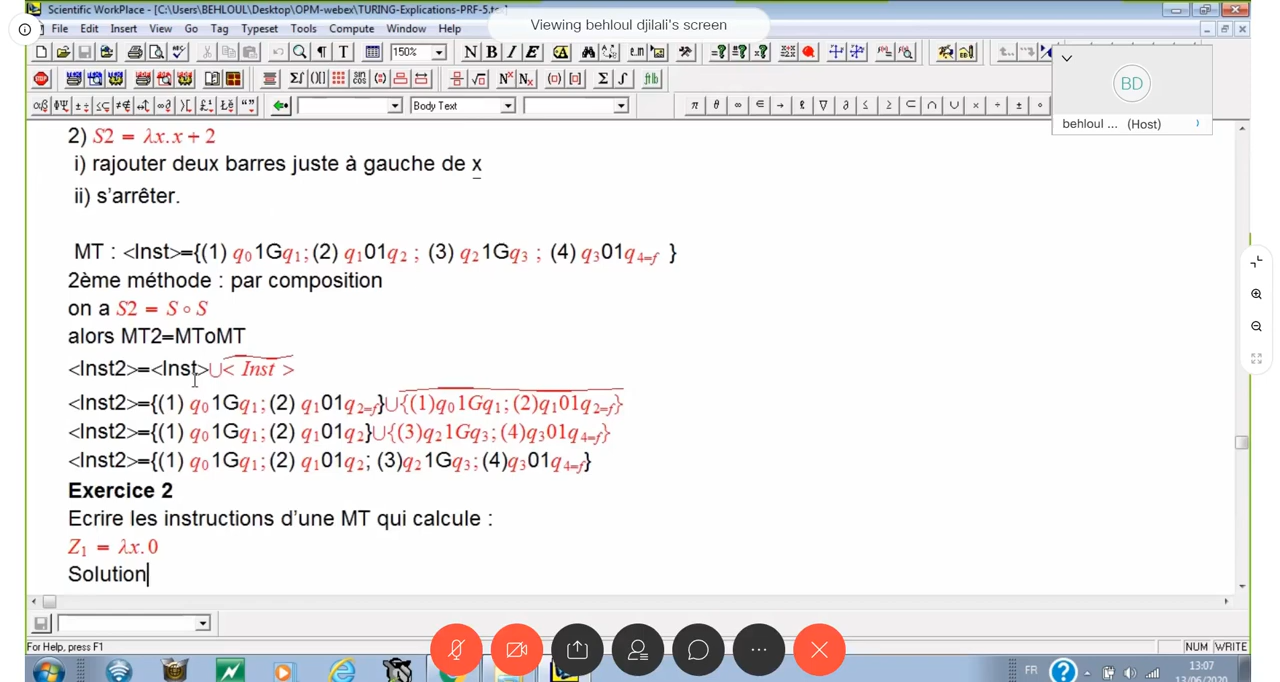 Scientific WorkPlace - [C:\Users\BEHLOUL\Desktop\OPM-webex\TURING-Explications-PRF-5.te
Viewing behloul djilali's screen
File Edit Insert View Go Tag Typeset Tools Compute Window Help
150%
Body Text
BD
behloul ... (Host)
2) S2 = λx.x + 2
i) rajouter deux barres juste à gauche de x
ii) s'arrêter.
MT : <Inst>={(1) q₀1Gq₁; (2) q₁01q₂ ; (3) q₂1Gq₃ ; (4) q₃01q₄₌f }
2ème méthode : par composition
on a S2 = S ∘ S
alors MT2=MToMT
<Inst2>=<Inst>∪< Inst >
<Inst2>={(1) q₀1Gq₁; (2) q₁01q₂₌f}∪{(1)q₀1Gq₁; (2)q₁01q₂₌f}
<Inst2>={(1) q₀1Gq₁; (2) q₁01q₂}∪{(3)q₂1Gq₃; (4)q₃01q₄₌f}
<Inst2>={(1) q₀1Gq₁; (2) q₁01q₂; (3)q₂1Gq₃; (4)q₃01q₄₌f}
Exercice 2
Ecrire les instructions d'une MT qui calcule :
Z₁ = λx.0
Solution
For Help, press F1
NUM WRITE
FR
13:07
13/06/2020